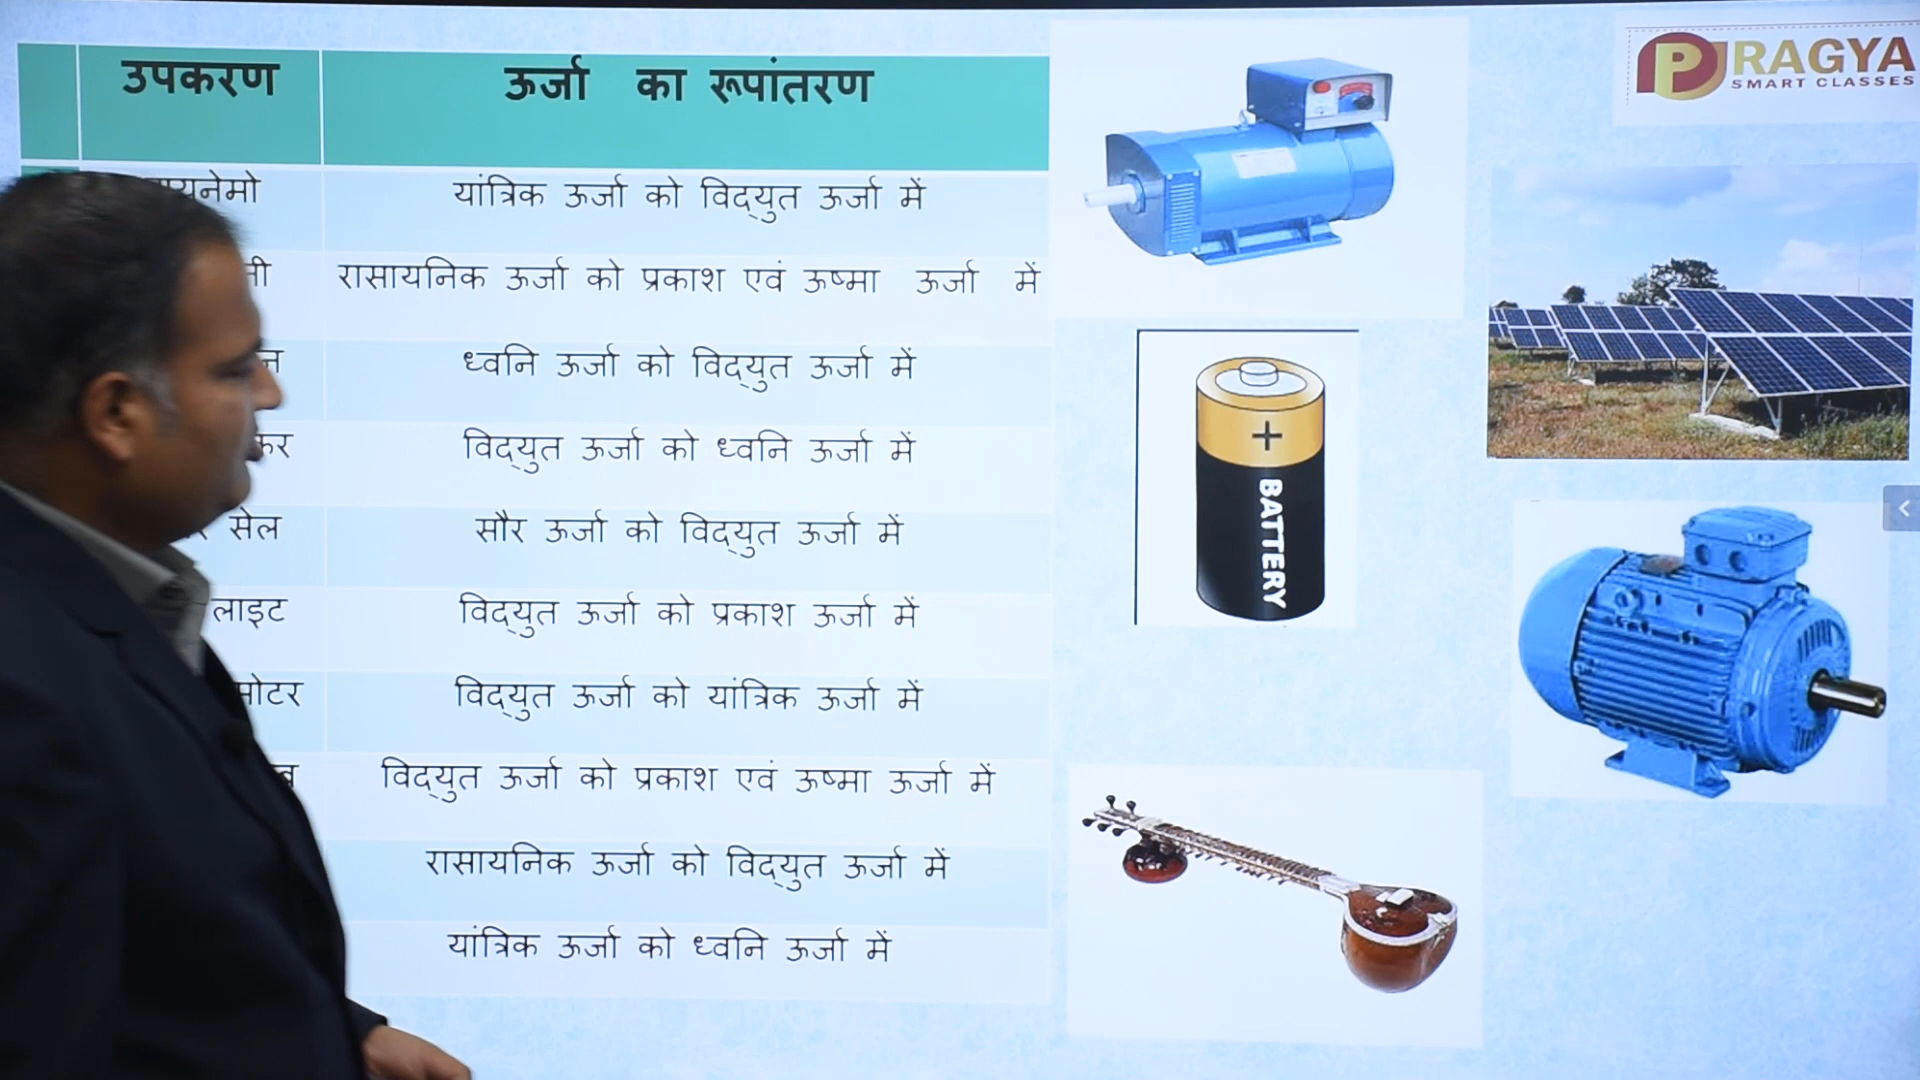 उपकरण ऊर्जा का रूपांतरण
यांत्रिक ऊर्जा को विद्‌युत ऊर्जा में
रासायनिक ऊर्जा को प्रकाश एवं ऊष्मा ऊर्जा में
ध्वनि ऊर्जा को विद्‌युत ऊर्जा में
विद्‌युत ऊर्जा को ध्वनि ऊर्जा में
सेल सौर ऊर्जा को विद्‌युत ऊर्जा में
लाइट विद्‌युत ऊर्जा को प्रकाश ऊर्जा में
मोटर विद्‌युत ऊर्जा को यांत्रिक ऊर्जा में
विद्‌युत ऊर्जा को प्रकाश एवं ऊष्मा ऊर्जा में
रासायनिक ऊर्जा को विद्‌युत ऊर्जा में
यांत्रिक ऊर्जा को ध्वनि ऊर्जा में
+
BATTERY
PRAGYA
SMART CLASSES